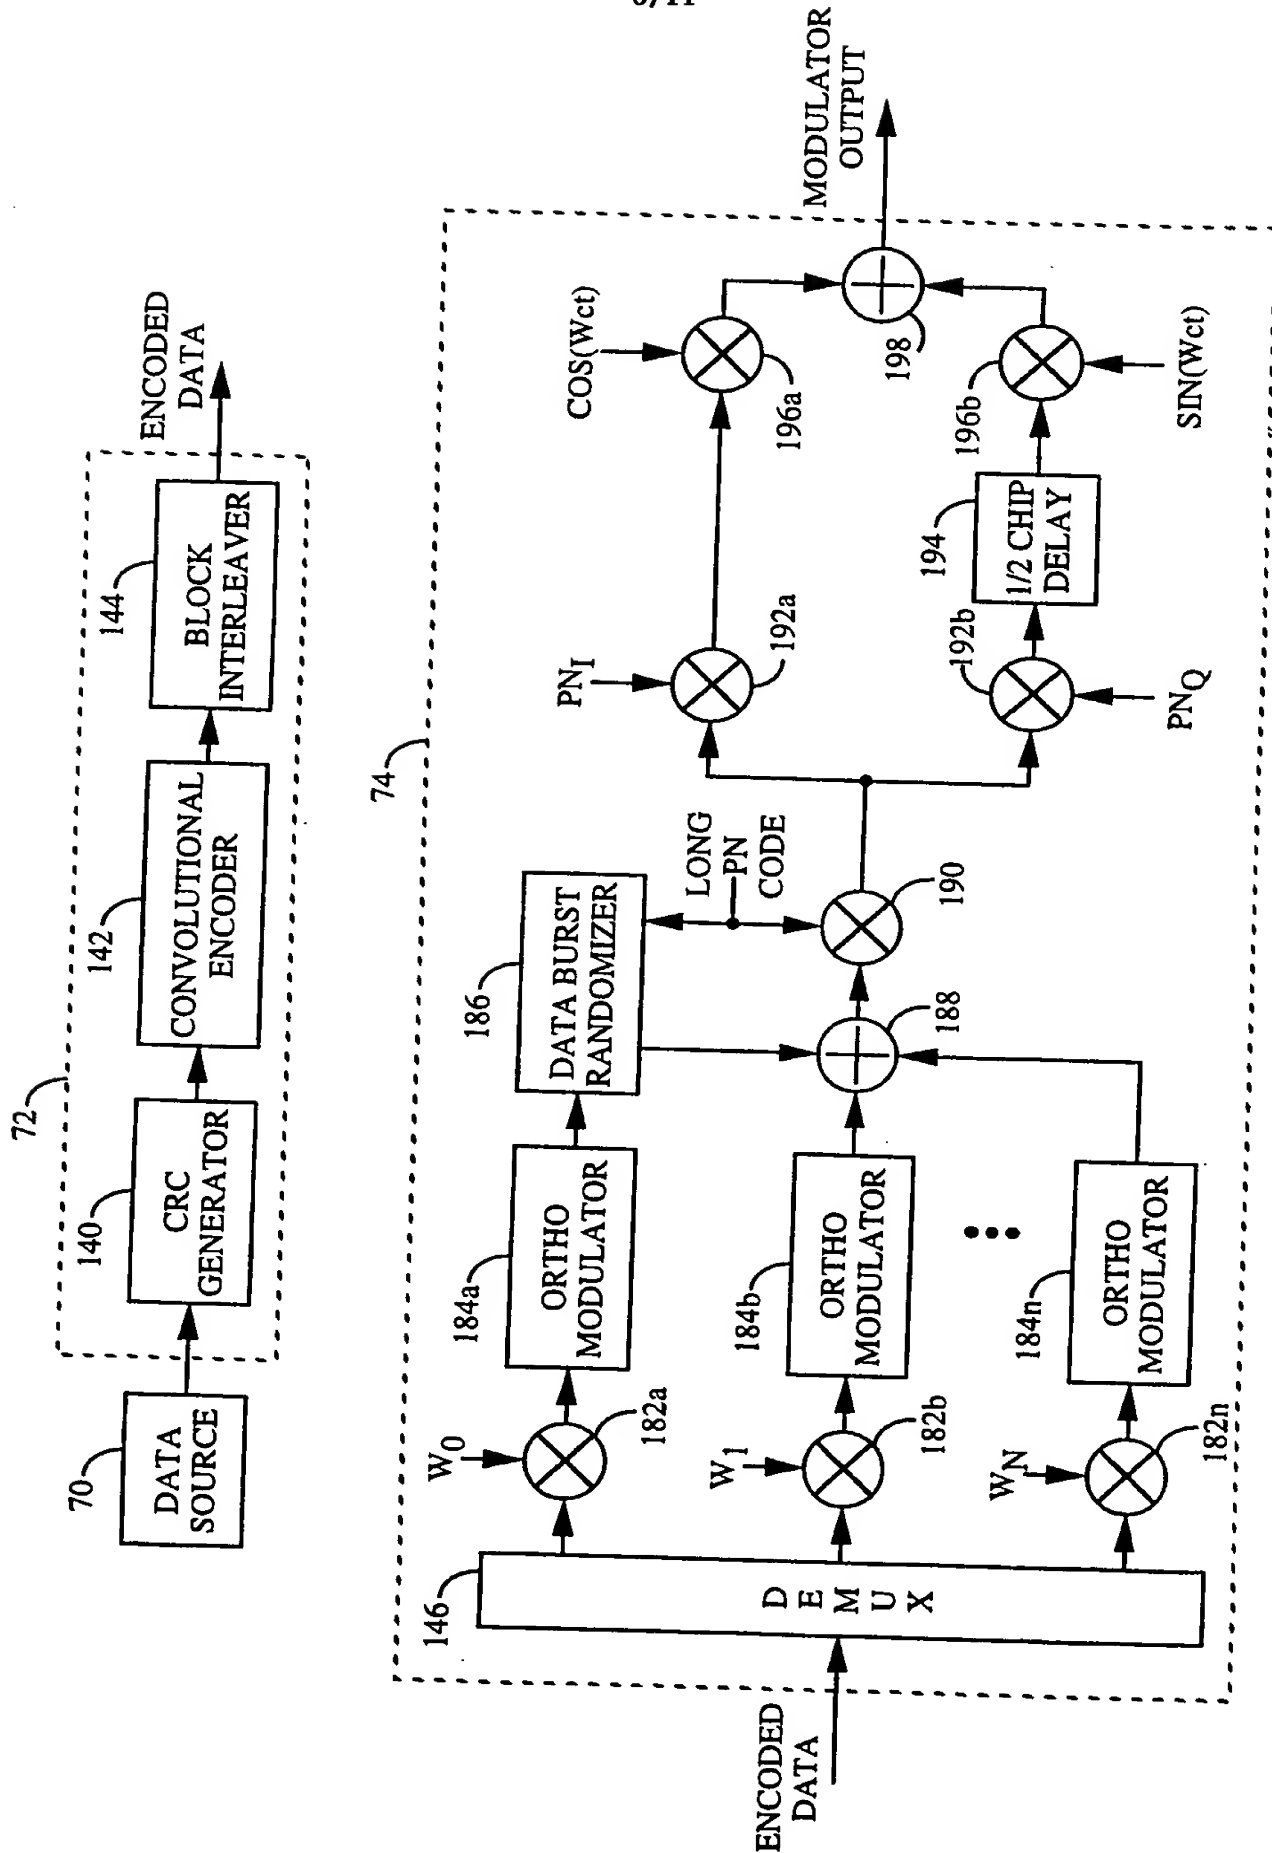 72
140
142
144
70
DATA
SOURCE
CRC
GENERATOR
CONVOLUTIONAL
ENCODER
BLOCK
INTERLEAVER
ENCODED
DATA
74
146
ENCODED
DATA
D
E
M
U
X
W0
182a
184a
ORTHO
MODULATOR
186
DATA BURST
RANDOMIZER
LONG
PN
CODE
W1
182b
184b
ORTHO
MODULATOR
188
190
WN
182n
184n
ORTHO
MODULATOR
PNI
192a
COS(Wct)
196a
PNQ
192b
194
1/2 CHIP
DELAY
196b
SIN(Wct)
198
MODULATOR
OUTPUT